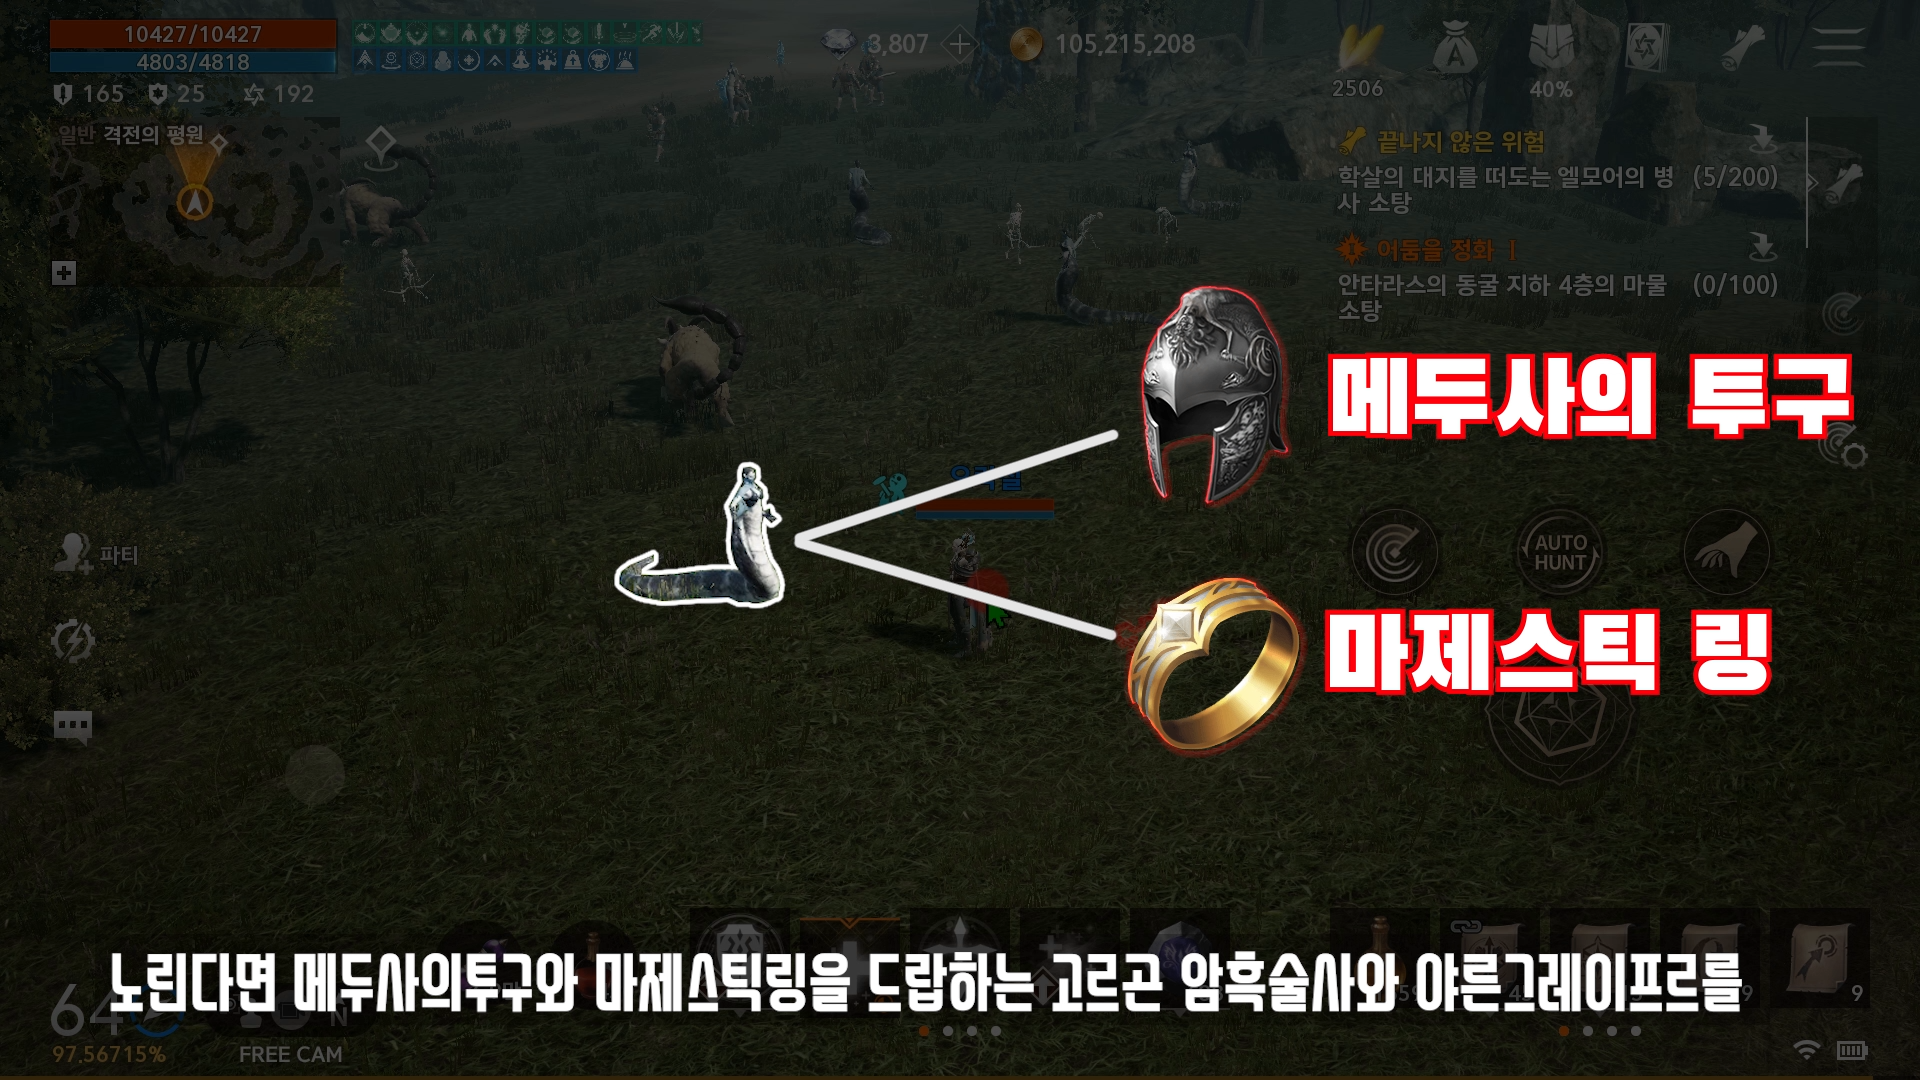 10427/10427
4803/4818
165 25 192
3,807
105,215,208
2506
40%
일반 격전의 평원
끝나지 않은 위험
학살의 대지를 떠도는 엘모어의 병 (5/200)
사 소탕
어둠을 정화 I
안타라스의 동굴 지하 4층의 마물 (0/100)
소탕
메두사의 투구
파티
AUTO
HUNT
마제스틱 링
노린다면 메두사의투구와 마제스틱링을 드랍하는 고르곤 암흑술사와 야른그레이프르를
64
9
97.56715%
FREE CAM